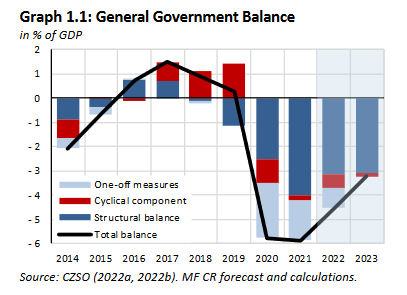 Graph 1.1: General Government Balance
in % of GDP
2
1
0
-1
-2
-3
-4
-5
-6
One-off measures
Cyclical component
Structural balance
Total balance
2014 2015 2016 2017 2018 2019 2020 2021 2022 2023
Source: CZSO (2022a, 2022b). MF CR forecast and calculations.